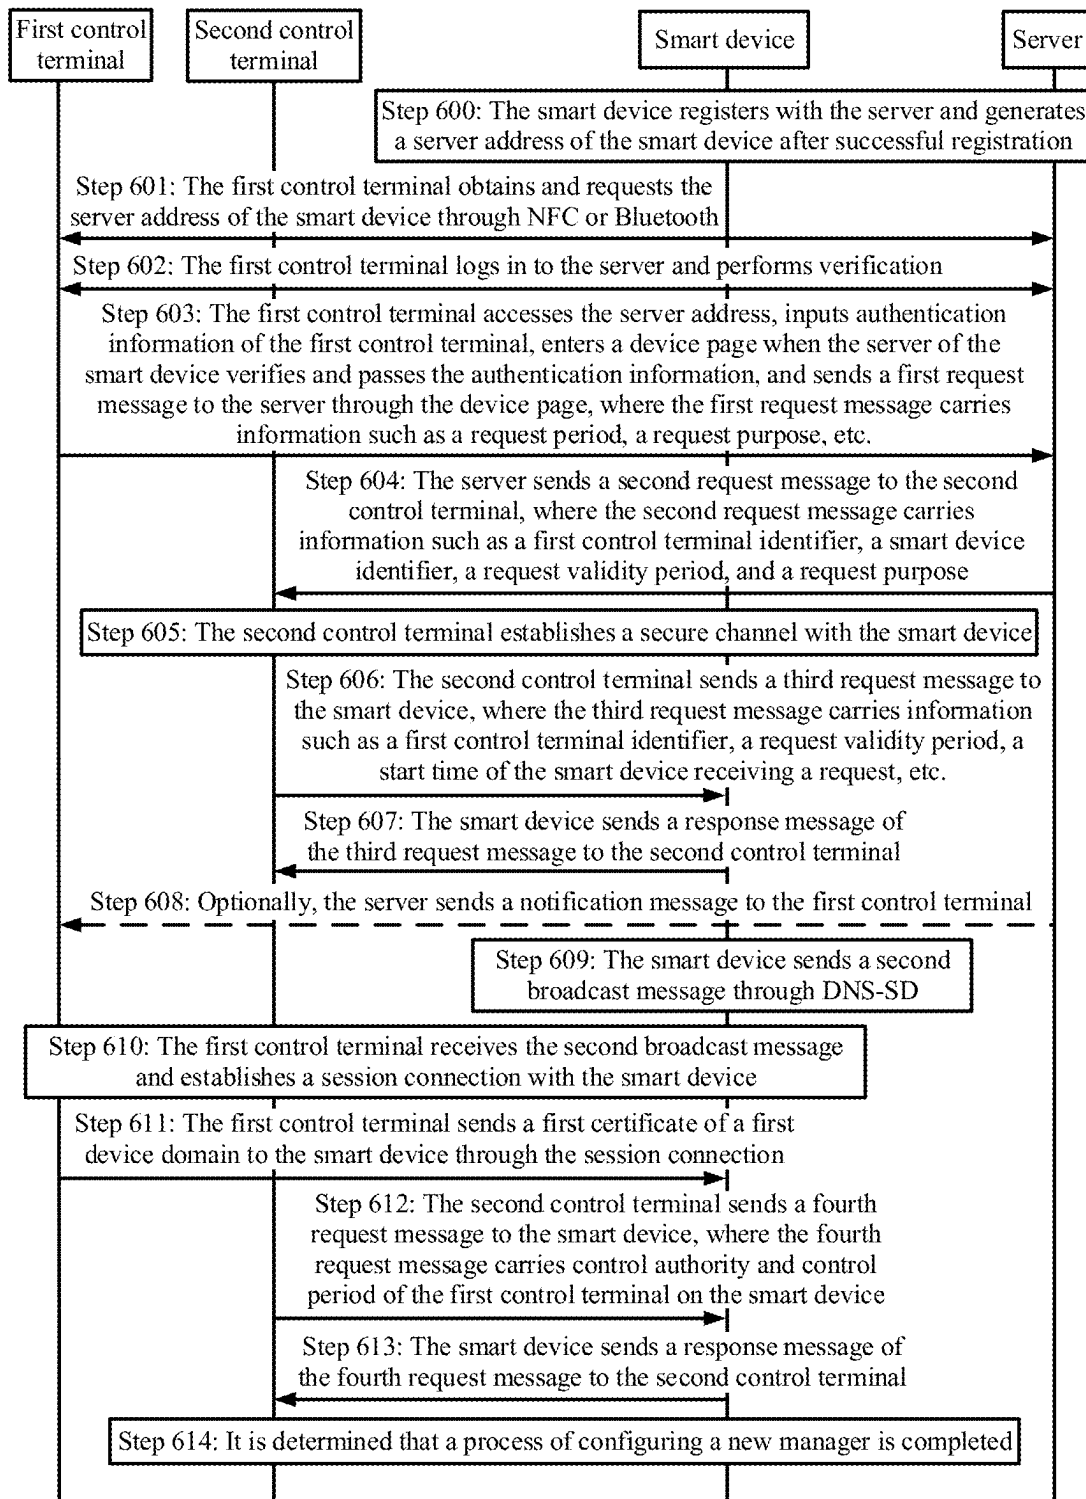 First control
terminal
Second control
terminal
Smart device
Server
Step 600: The smart device registers with the server and generates
a server address of the smart device after successful registration
Step 601: The first control terminal obtains and requests the
server address of the smart device through NFC or Bluetooth
Step 602: The first control terminal logs in to the server and performs verification
Step 603: The first control terminal accesses the server address, inputs authentication
information of the first control terminal, enters a device page when the server of the
smart device verifies and passes the authentication information, and sends a first request
message to the server through the device page, where the first request message carries
information such as a request period, a request purpose, etc.
Step 604: The server sends a second request message to the second
control terminal, where the second request message carries
information such as a first control terminal identifier, a smart device
identifier, a request validity period, and a request purpose
Step 605: The second control terminal establishes a secure channel with the smart device
Step 606: The second control terminal sends a third request message to
the smart device, where the third request message carries information
such as a first control terminal identifier, a request validity period, a
start time of the smart device receiving a request, etc.
Step 607: The smart device sends a response message of
the third request message to the second control terminal
Step 608: Optionally, the server sends a notification message to the first control terminal
Step 609: The smart device sends a second
broadcast message through DNS-SD
Step 610: The first control terminal receives the second broadcast message
and establishes a session connection with the smart device
Step 611: The first control terminal sends a first certificate of a first
device domain to the smart device through the session connection
Step 612: The second control terminal sends a fourth
request message to the smart device, where the fourth
request message carries control authority and control
period of the first control terminal on the smart device
Step 613: The smart device sends a response message of
the fourth request message to the second control terminal
Step 614: It is determined that a process of configuring a new manager is completed